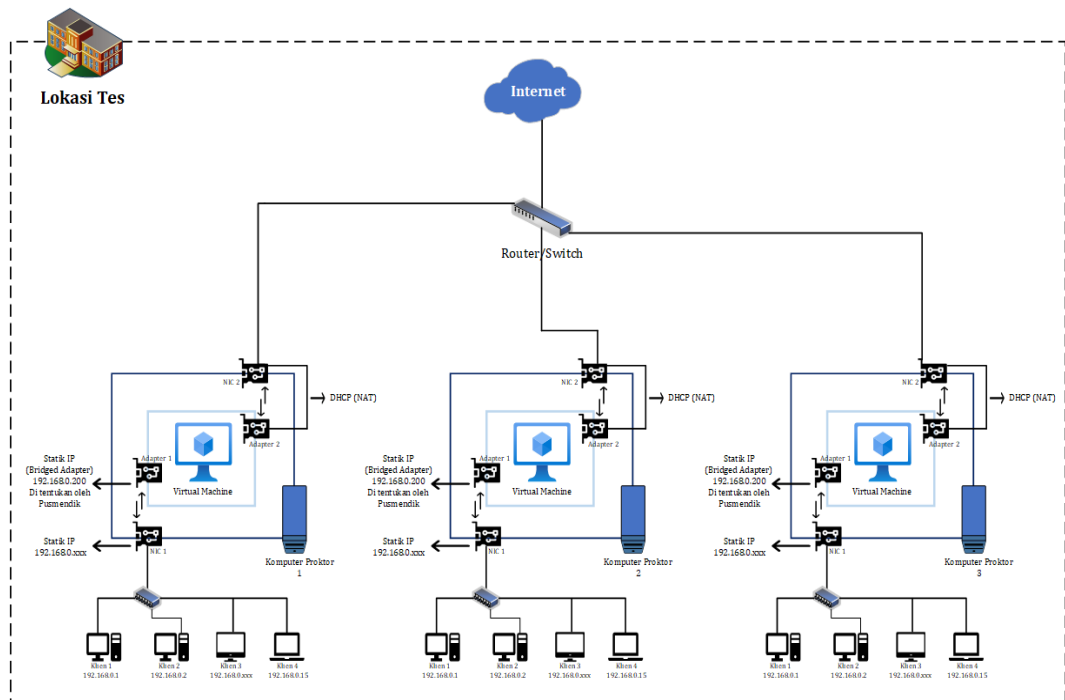 Lokasi Tes
Internet
Router/Switch
NIC 2
DHCP (NAT)
Adapter 2
Adapter 1
Virtual Machine
Statik IP
(Bridged Adapter)
192.168.0.200
Di tentukan oleh
Pusmendik
Statik IP
192.168.0.xxx
NIC 1
Komputer Proktor
1
Klien 1
192.168.0.1
Klien 2
192.168.0.2
Klien 3
192.168.0.xxx
Klien 4
192.168.0.15
NIC 2
DHCP (NAT)
Adapter 2
Adapter 1
Virtual Machine
Statik IP
(Bridged Adapter)
192.168.0.200
Di tentukan oleh
Pusmendik
Statik IP
192.168.0.xxx
NIC 1
Komputer Proktor
2
Klien 1
192.168.0.1
Klien 2
192.168.0.2
Klien 3
192.168.0.xxx
Klien 4
192.168.0.15
NIC 2
DHCP (NAT)
Adapter 2
Adapter 1
Virtual Machine
Statik IP
(Bridged Adapter)
192.168.0.200
Di tentukan oleh
Pusmendik
Statik IP
192.168.0.xxx
NIC 1
Komputer Proktor
3
Klien 1
192.168.0.1
Klien 2
192.168.0.2
Klien 3
192.168.0.xxx
Klien 4
192.168.0.15